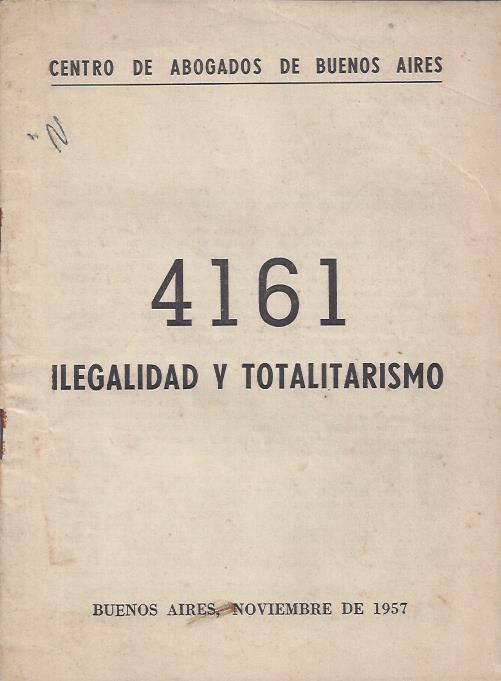 CENTRO DE ABOGADOS DE BUENOS AIRES
4161
ILEGALIDAD Y TOTALITARISMO
BUENOS AIRES, NOVIEMBRE DE 1957